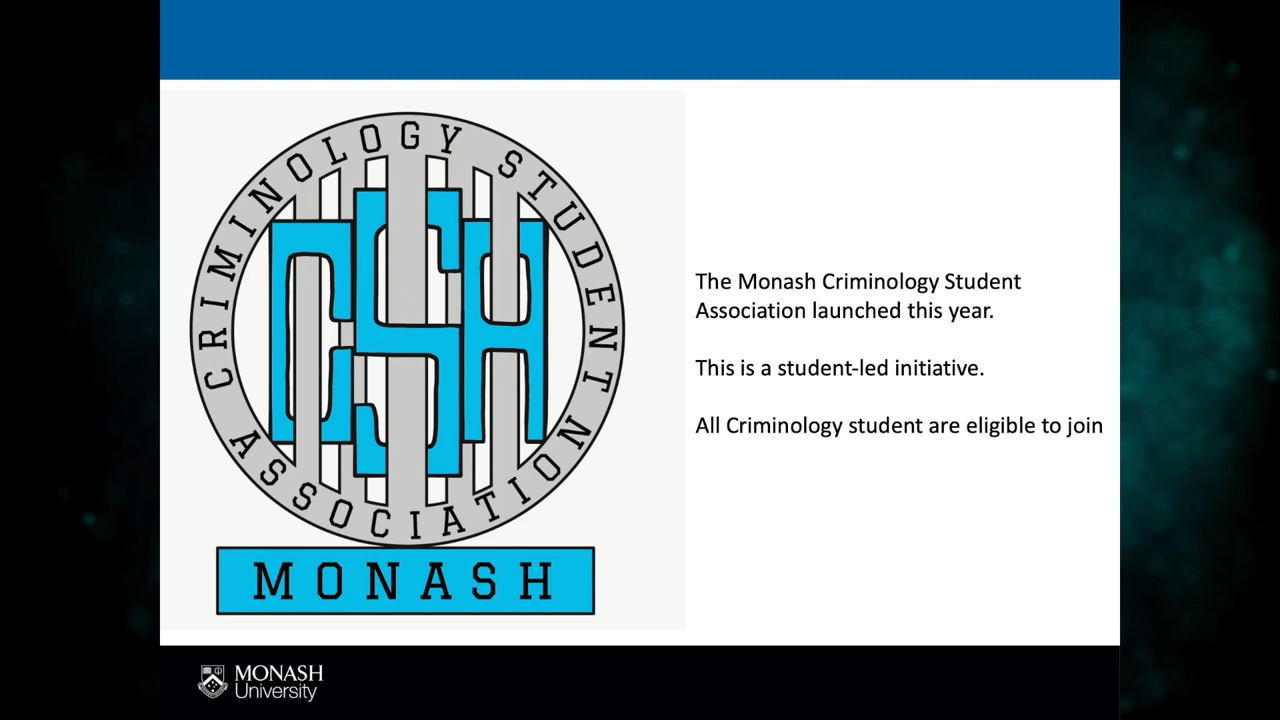 CRIMINOLOGY STUDENT
ASSOCIATION
CSA
MONASH
The Monash Criminology Student
Association launched this year.
This is a student-led initiative.
All Criminology student are eligible to join
MONASH
University